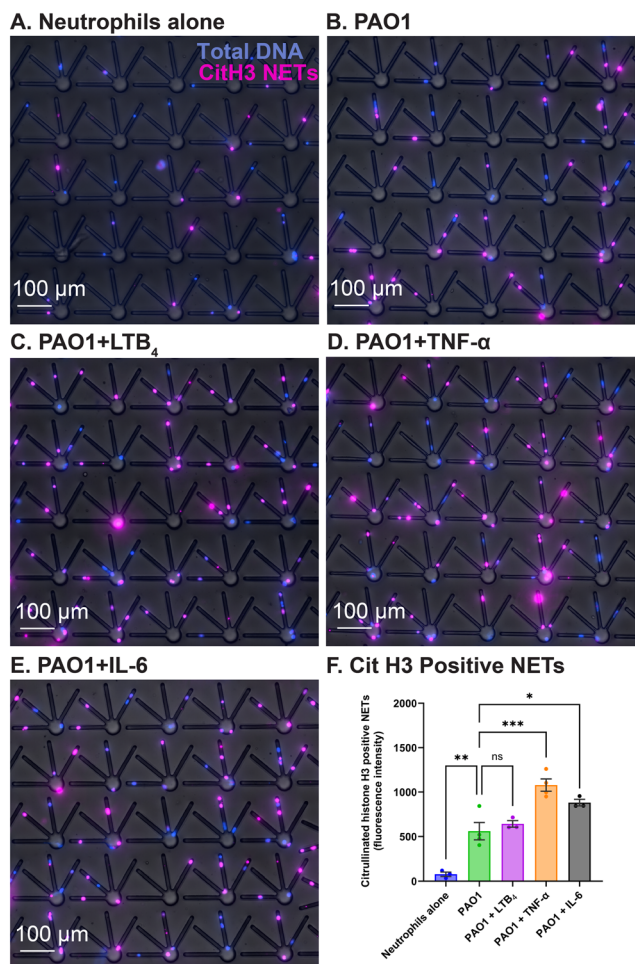 A. Neutrophils alone
Total DNA
CitH3 NETs
100 µm
B. PAO1
100 µm
C. PAO1+LTB4
100 µm
D. PAO1+TNF-α
100 µm
E. PAO1+IL-6
100 µm
F. Cit H3 Positive NETs
Citrullinated histone H3 positive NETs
(fluorescence intensity)
2000
1500
1000
500
0
*
***
**
ns
Neutrophils alone
PAO1
PAO1 + LTB4
PAO1 + TNF-α
PAO1 + IL-6